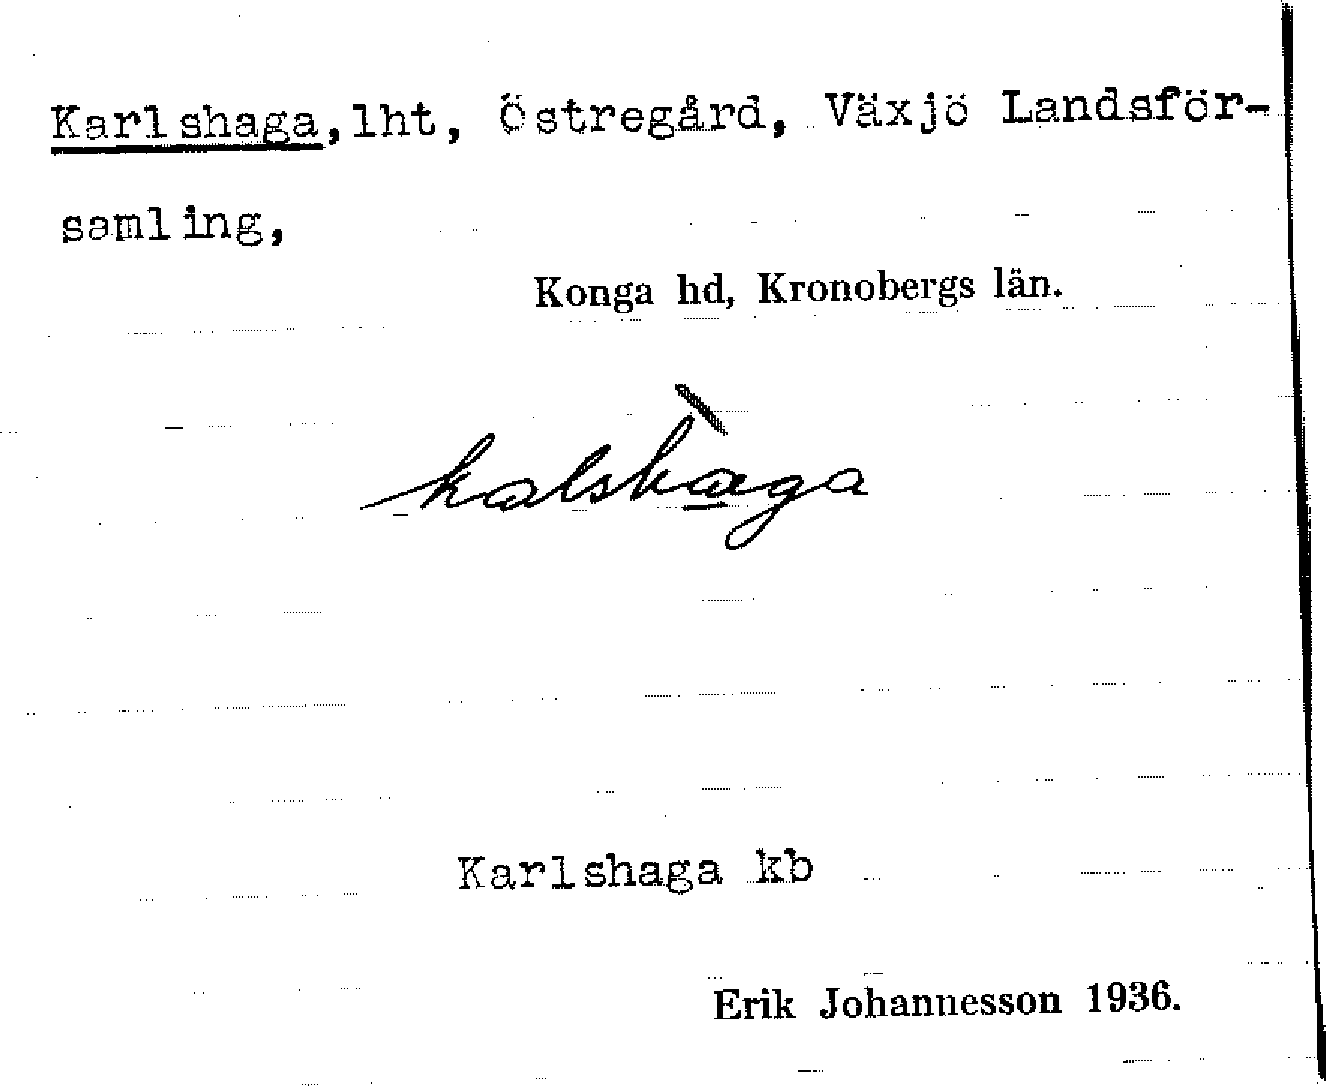 Karlshaga, lht, Östregård, Växjö Landsför-
samling,
Konga hd, Kronobergs län.
kalshàga
Karlshaga kb
Erik Johannesson 1936.